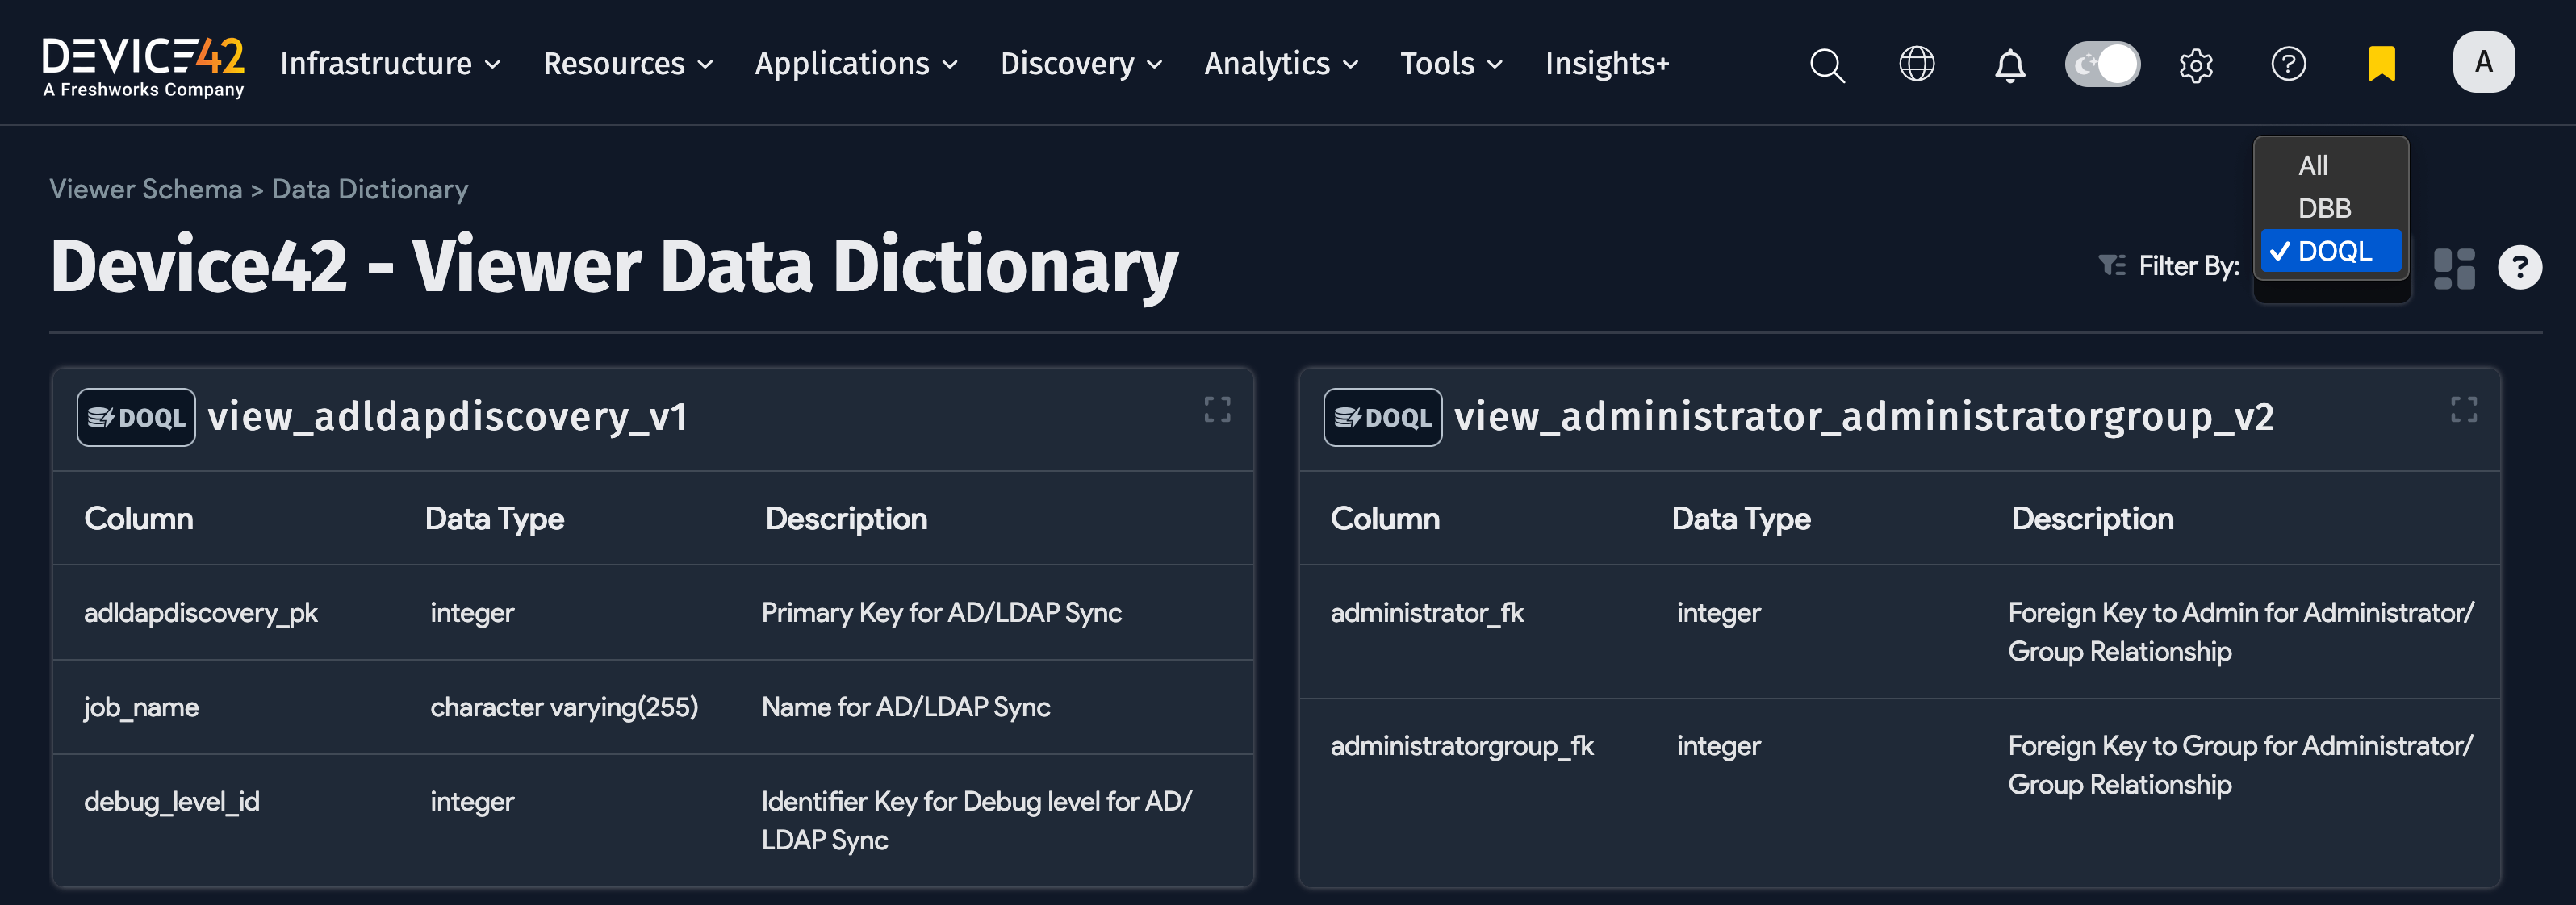 DEVICE42
A Freshworks Company
Infrastructure
Resources
Applications
Discovery
Analytics
Tools
Insights+
?
A
Viewer Schema > Data Dictionary
Device42 - Viewer Data Dictionary
Filter By:
All
DBB
✓ DOQL
?
DOQL view_adldapdiscovery_v1
Column Data Type Description
adldapdiscovery_pk integer Primary Key for AD/LDAP Sync
job_name character varying(255) Name for AD/LDAP Sync
debug_level_id integer Identifier Key for Debug level for AD/
LDAP Sync
DOQL view_administrator_administratorgroup_v2
Column Data Type Description
administrator_fk integer Foreign Key to Admin for Administrator/
Group Relationship
administratorgroup_fk integer Foreign Key to Group for Administrator/
Group Relationship